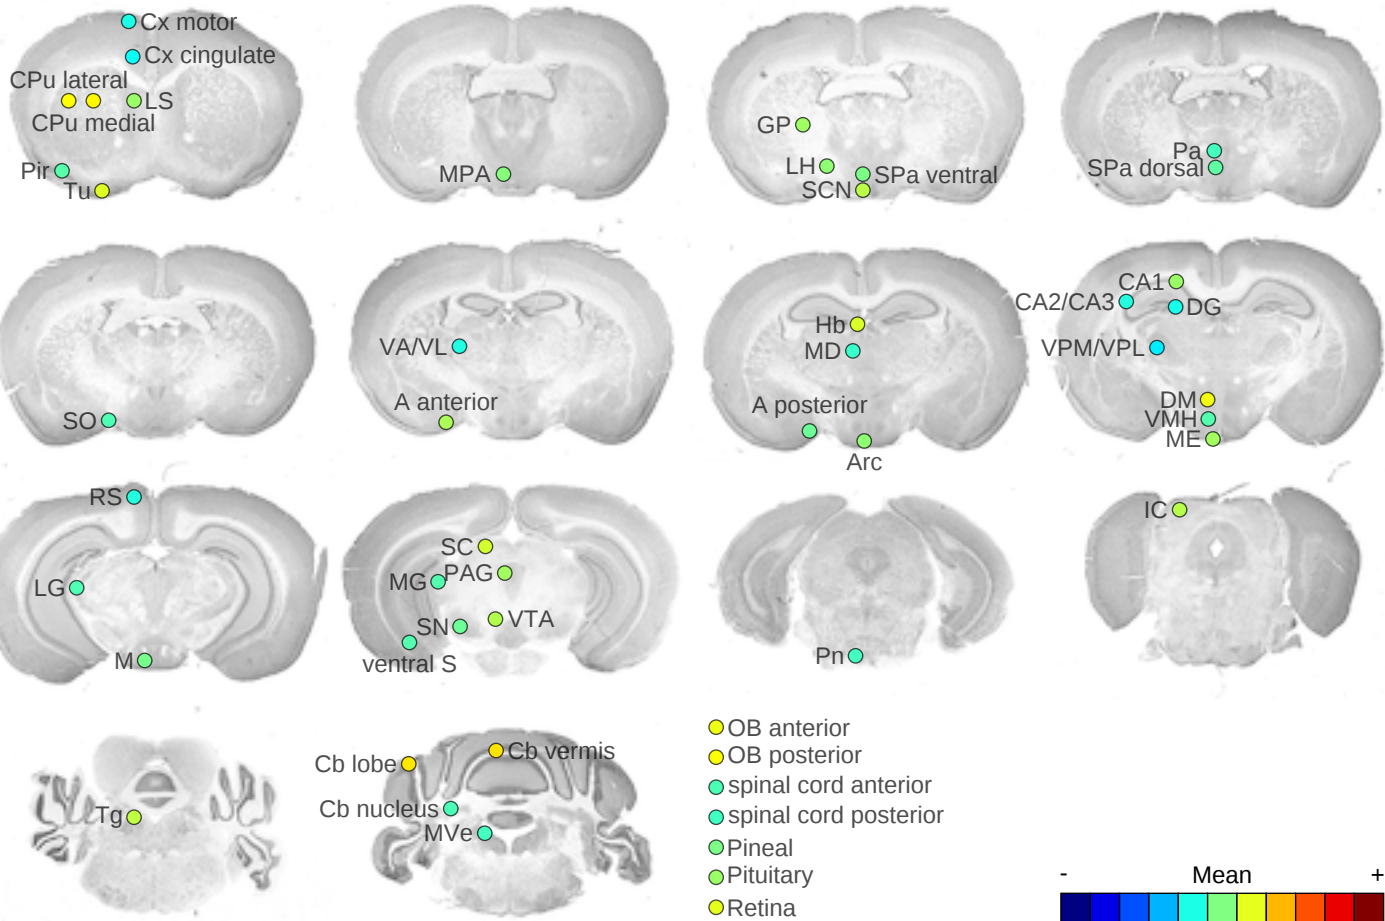 Cx motor
Cx cingulate
CPu lateral
LS
CPu medial
Pir
Tu
MPA
GP
LH
SPa ventral
SCN
Pa
SPa dorsal
SO
VA/VL
A anterior
Hb
MD
A posterior
Arc
CA1
CA2/CA3
DG
VPM/VPL
DM
VMH
ME
RS
LG
M
SC
PAG
MG
VTA
SN
ventral S
Pn
IC
Tg
Cb vermis
Cb lobe
Cb nucleus
MVe
OB anterior
OB posterior
spinal cord anterior
spinal cord posterior
Pineal
Pituitary
Retina
- Mean +